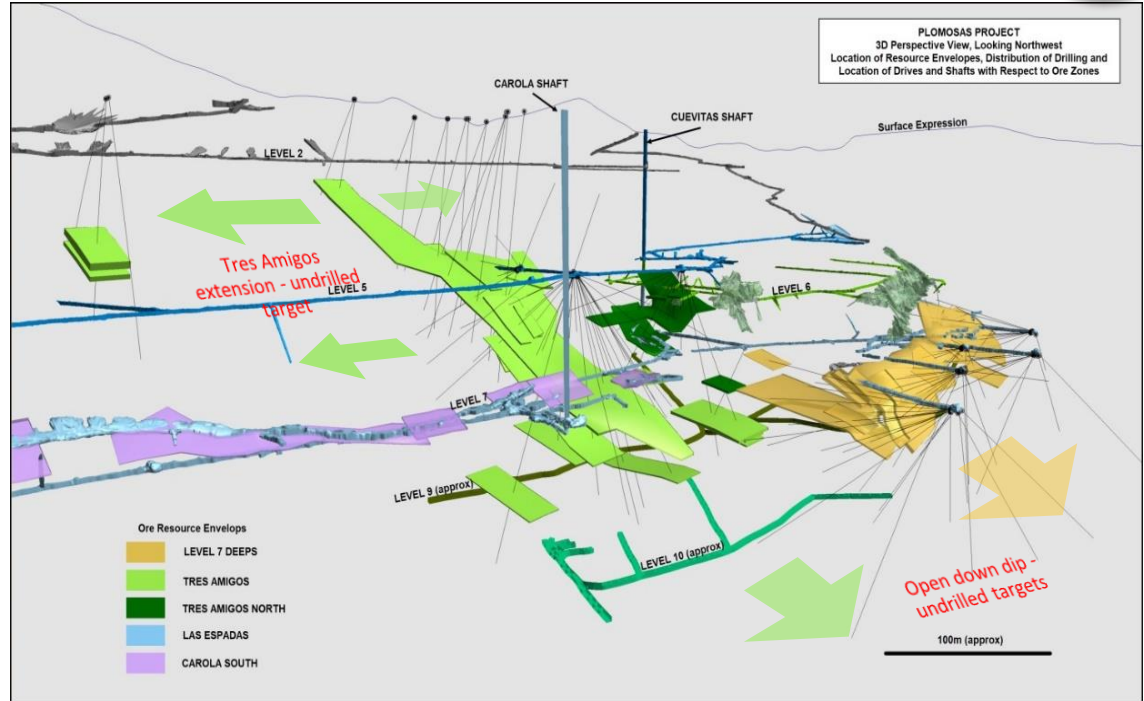 PLOMOSAS PROJECT
3D Perspective View, Looking Northwest
Location of Resource Envelopes, Distribution of Drilling and
Location of Drives and Shafts with Respect to Ore Zones
CAROLA SHAFT
CUEVITAS SHAFT
Surface Expression
LEVEL 2
Tres Amigos
extension - undrilled
target
LEVEL 5
LEVEL 6
LEVEL 7
LEVEL 9 (approx)
LEVEL 10 (approx)
Open down dip -
undrilled targets
100m (approx)
Ore Resource Envelops
LEVEL 7 DEEPS
TRES AMIGOS
TRES AMIGOS NORTH
LAS ESPADAS
CAROLA SOUTH